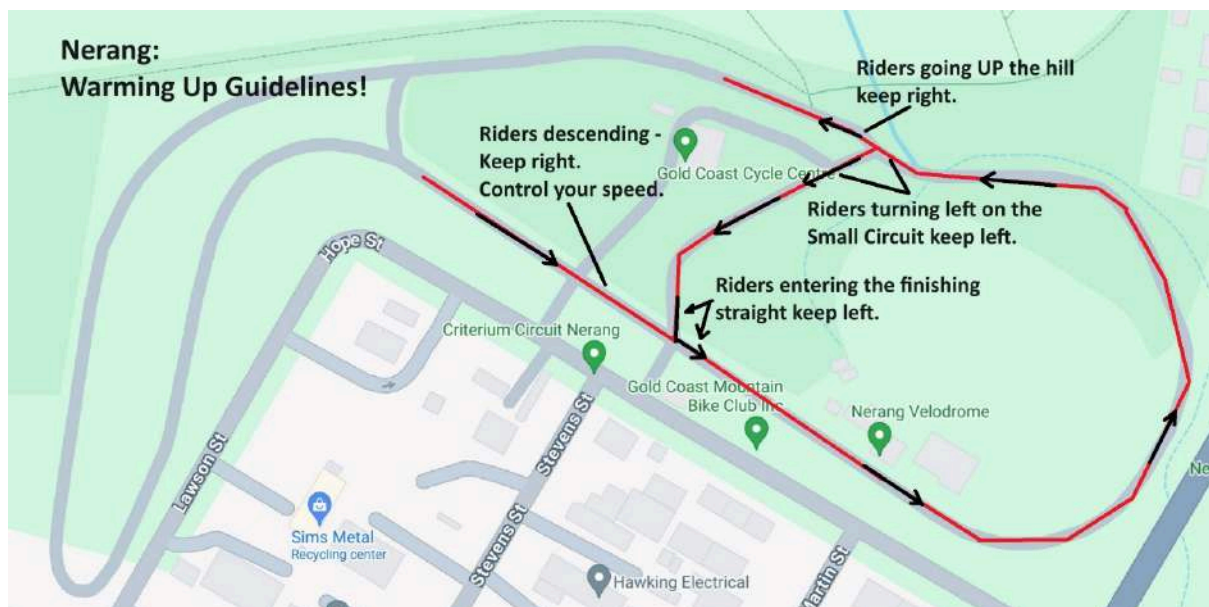 Nerang:
Warming Up Guidelines!
Riders going UP the hill
keep right.
Riders descending -
Keep right.
Control your speed.
Gold Coast Cycle Centre
Riders turning left on the
Small Circuit keep left.
Hope St
Riders entering the finishing
straight keep left.
Criterium Circuit Nerang
Gold Coast Mountain
Bike Club Inc
Nerang Velodrome
Ne
Lawson St
Stevens St
Sims Metal
Recycling center
Stevens St
Hawking Electrical
Martin St